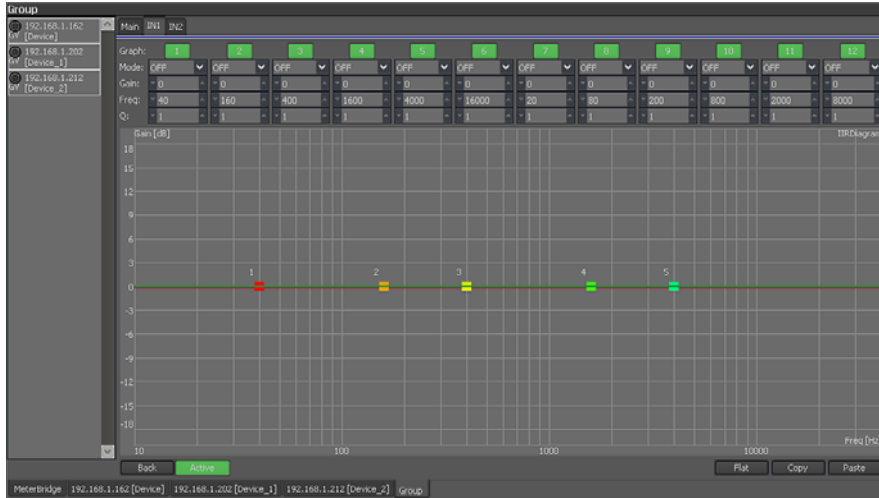 Group
192.168.1.162
GV [Device]
192.168.1.202
GV [Device_1]
192.168.1.212
GV [Device_2]
Main IN1 IN2
Graph: 1 2 3 4 5 6 7 8 9 10 11 12
Mode: OFF OFF OFF OFF OFF OFF OFF OFF OFF OFF OFF OFF
Gain: 0 0 0 0 0 0 0 0 0 0 0 0
Freq: 40 160 400 1600 4000 16000 20 80 200 800 2000 8000
Q: 1 1 1 1 1 1 1 1 1 1 1 1
Gain [dB] IIRDiagram
18
15
12
9
6
3
1 2 3 4 5
0
-3
-6
-9
-12
-15
-18
Freq [Hz
10 100 1000 10000
Back Active Flat Copy Paste
MeterBridge 192.168.1.162 [Device] 192.168.1.202 [Device_1] 192.168.1.212 [Device_2] Group